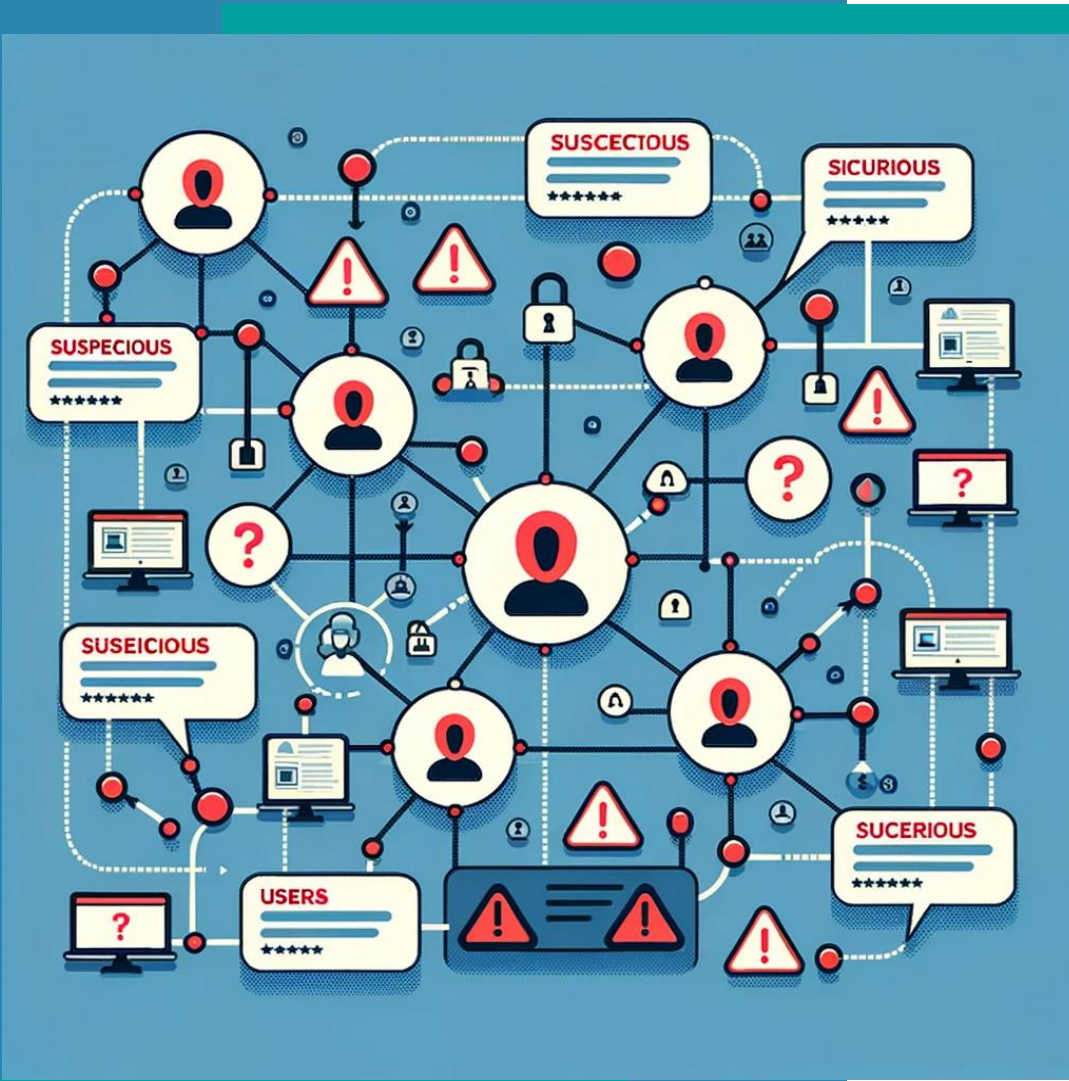 SUSCECTOUS
******
SICURIOUS
*****
!
!
SUSPECIOUS
******
!
?
?
?
SUSEICIOUS
******
!
SUCERIOUS
******
USERS
*****
! !
?
!